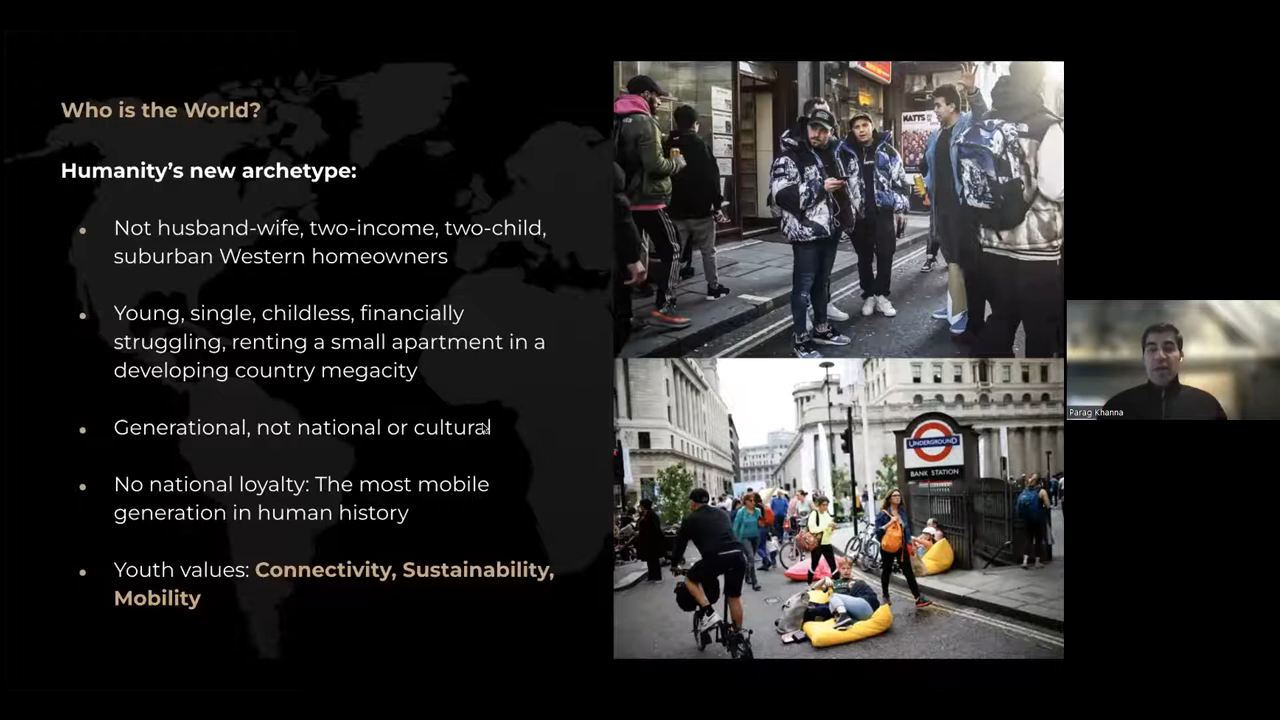 Who is the World?
Humanity's new archetype:
Not husband-wife, two-income, two-child,
suburban Western homeowners
Young, single, childless, financially
struggling, renting a small apartment in a
developing country megacity
Generational, not national or cultural
No national loyalty: The most mobile
generation in human history
Youth values: Connectivity, Sustainability,
Mobility
NATTS
UNDERGROUND
BANK STATION
Parag Khanna